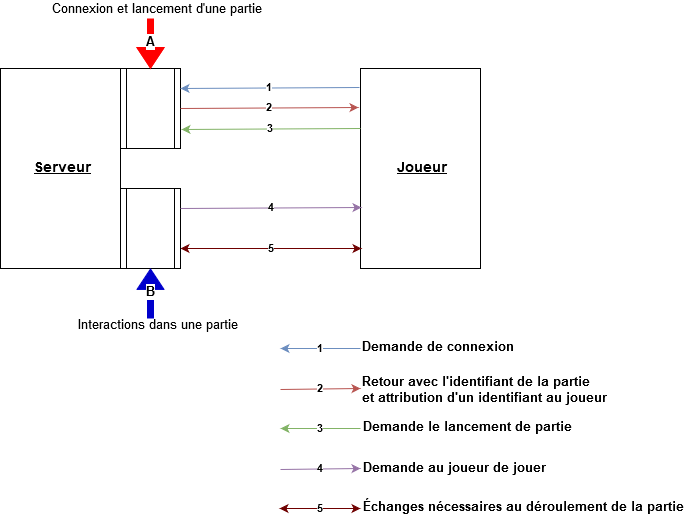 Connexion et lancement d'une partie
A
1
2
3
Serveur
Joueur
4
5
B
Interactions dans une partie
1 Demande de connexion
2 Retour avec l'identifiant de la partie
et attribution d'un identifiant au joueur
3 Demande le lancement de partie
4 Demande au joueur de jouer
5 Échanges nécessaires au déroulement de la partie